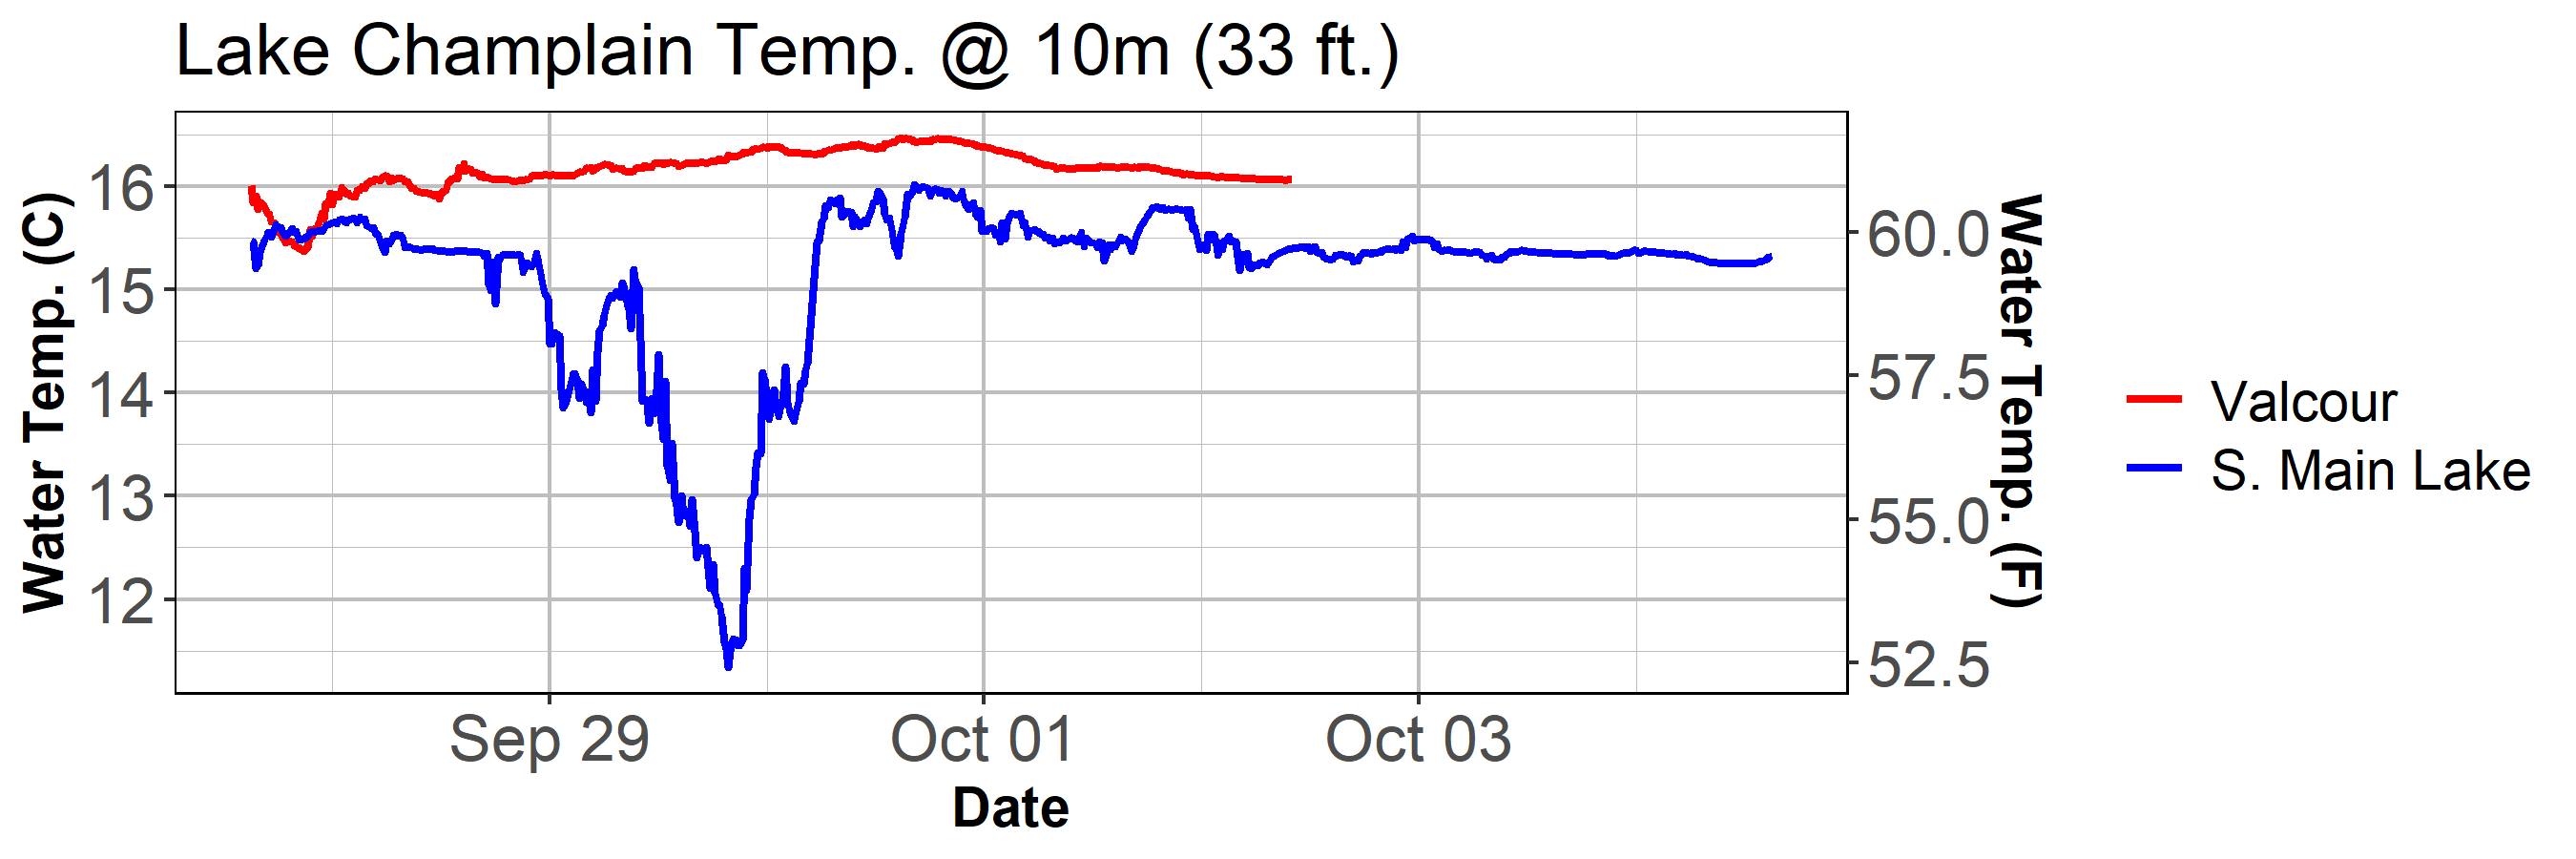 Lake Champlain Temp. @ 10m (33 ft.)
Water Temp. (C)
16
15
14
13
12
60.0
57.5
55.0
52.5
Water Temp. (F)
Sep 29
Oct 01
Oct 03
Date
Valcour
S. Main Lake